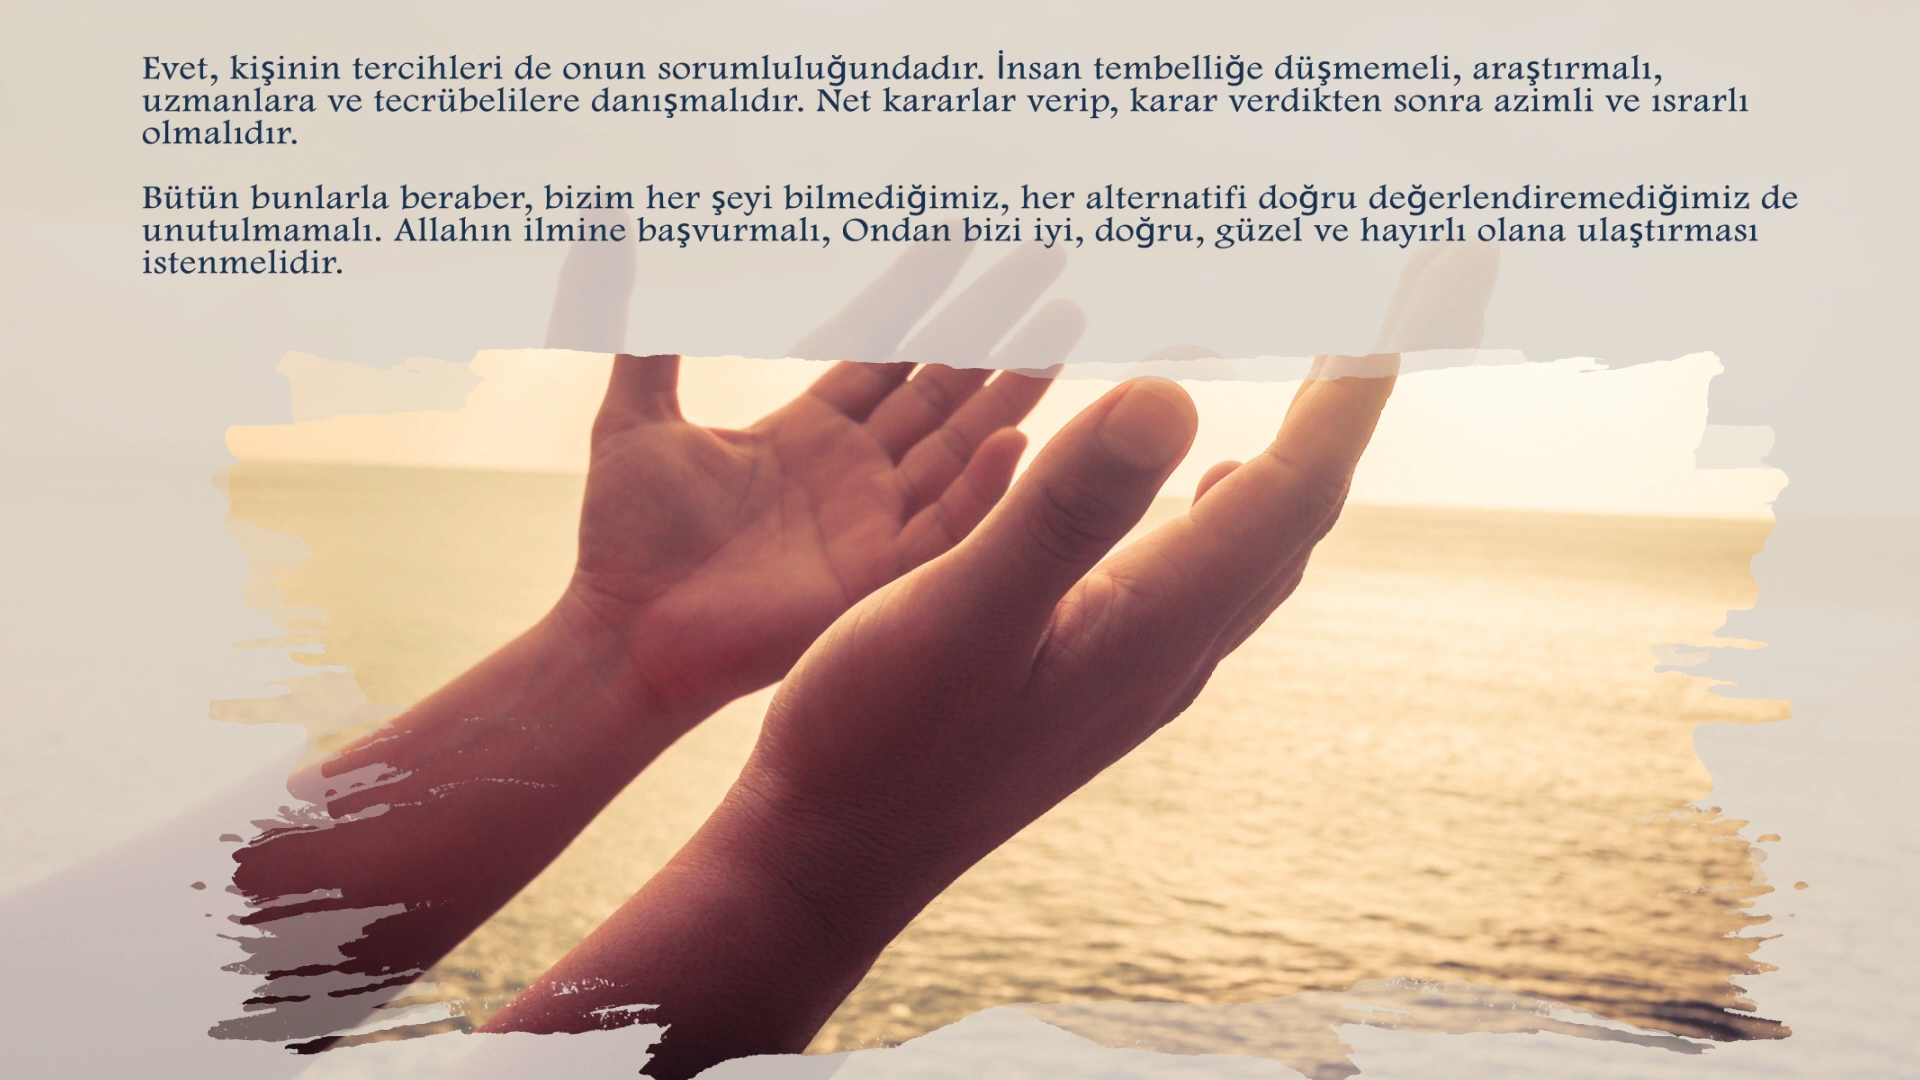 Evet, kişinin tercihleri de onun sorumluluğundadır. İnsan tembelliğe düşmemeli, araştırmalı,
uzmanlara ve tecrübelilere danışmalıdır. Net kararlar verip, karar verdikten sonra azimli ve ısrarlı
olmalıdır.
Bütün bunlarla beraber, bizim her şeyi bilmediğimiz, her alternatifi doğru değerlendiremediğimiz de
unutulmamalı. Allahın ilmine başvurmalı, Ondan bizi iyi, doğru, güzel ve hayırlı olana ulaştırması
istenmelidir.